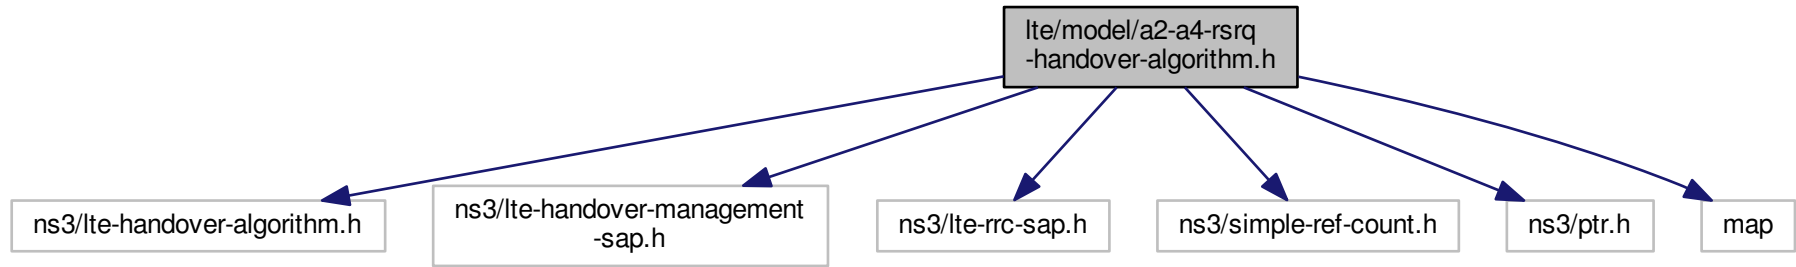 lte/model/a2-a4-rsrq
-handover-algorithm.h
ns3/lte-handover-algorithm.h
ns3/lte-handover-management
-sap.h
ns3/lte-rrc-sap.h
ns3/simple-ref-count.h
ns3/ptr.h
map